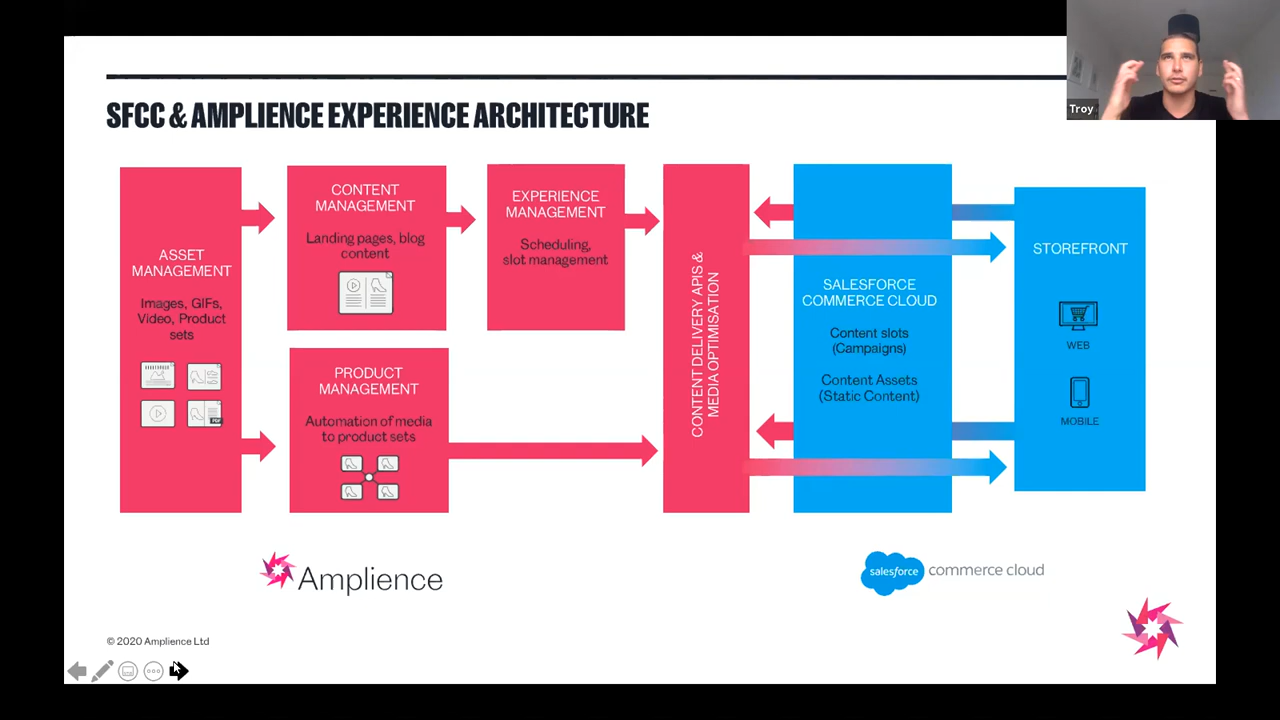 Troy
SFCC & AMPLIENCE EXPERIENCE ARCHITECTURE
ASSET
MANAGEMENT
Images, GIFs,
Video, Product
sets
PDF
CONTENT
MANAGEMENT
Landing pages, blog
content
PRODUCT
MANAGEMENT
Automation of media
to product sets
EXPERIENCE
MANAGEMENT
Scheduling,
slot management
CONTENT DELIVERY APIS &
MEDIA OPTIMISATION
SALESFORCE
COMMERCE CLOUD
Content slots
(Campaigns)
Content Assets
(Static Content)
STOREFRONT
WEB
MOBILE
Amplience
salesforce commerce cloud
© 2020 Amplience Ltd